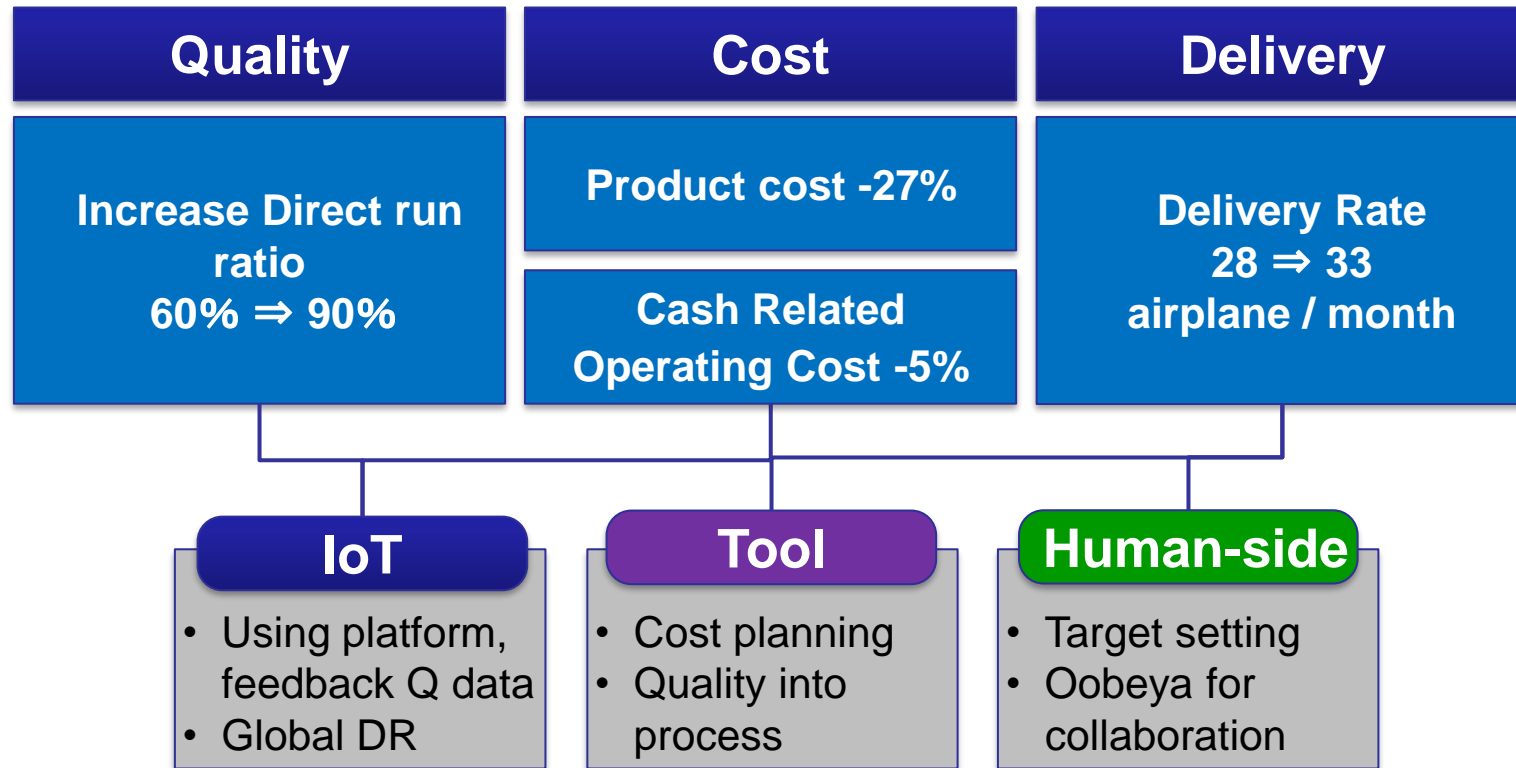 Quality
Cost
Delivery
Increase Direct run
ratio
60% ⇒ 90%
Product cost -27%
Cash Related
Operating Cost -5%
Delivery Rate
28 ⇒ 33
airplane / month
IoT
• Using platform,
feedback Q data
• Global DR
Tool
• Cost planning
• Quality into
process
Human-side
• Target setting
• Oobeya for
collaboration